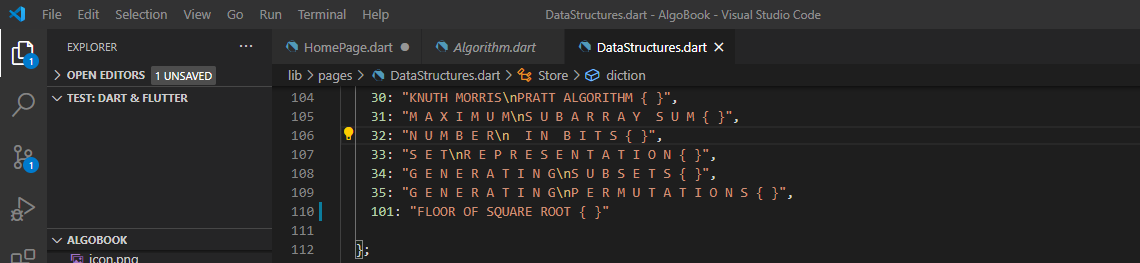 File Edit Selection View Go Run Terminal Help DataStructures.dart - AlgoBook - Visual Studio Code
EXPLORER ··· HomePage.dart ● Algorithm.dart DataStructures.dart ×
1
OPEN EDITORS 1 UNSAVED
lib > pages > DataStructures.dart > Store > diction
TEST: DART & FLUTTER
104 30: "KNUTH MORRIS\nPRATT ALGORITHM { }",
105 31: "M A X I M U M\nS U B A R R A Y  S U M { }",
106 32: "N U M B E R\n  I N  B I T S { }",
107 33: "S E T\nR E P R E S E N T A T I O N { }",
1
108 34: "G E N E R A T I N G\nS U B S E T S { }",
109 35: "G E N E R A T I N G\nP E R M U T A T I O N S { }",
110 101: "FLOOR OF SQUARE ROOT { }"
111
ALGOBOOK
112 };
icon.png